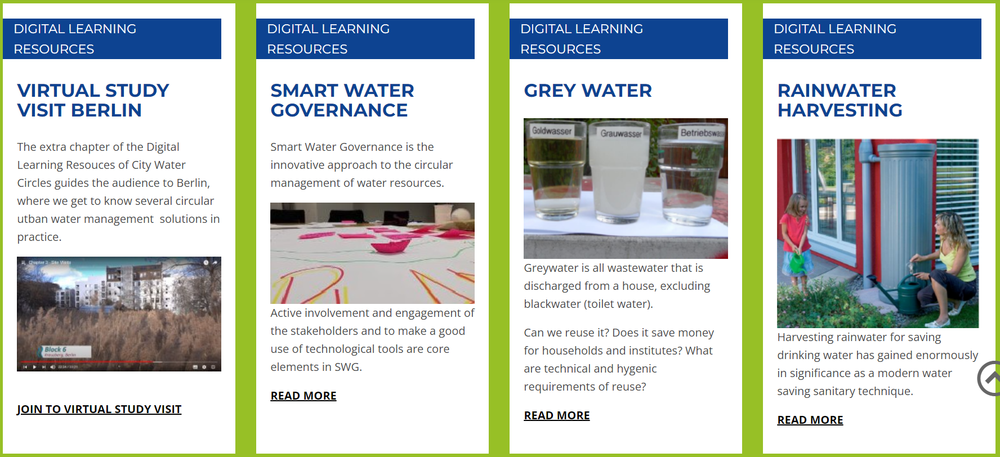 DIGITAL LEARNING
RESOURCES
VIRTUAL STUDY
VISIT BERLIN
The extra chapter of the Digital
Learning Resouces of City Water
Circles guides the audience to Berlin,
where we get to know several circular
utban water management  solutions in
practice.
Chapter 3 - Site Visits
Block 6
Kreuzberg, Berlin
JOIN TO VIRTUAL STUDY VISIT
DIGITAL LEARNING
RESOURCES
SMART WATER
GOVERNANCE
Smart Water Governance is the
innovative approach to the circular
management of water resources.
Active involvement and engagement of
the stakeholders and to make a good
use of technological tools are core
elements in SWG.
READ MORE
DIGITAL LEARNING
RESOURCES
GREY WATER
Goldwasser
Grauwasser
Betriebswass
Greywater is all wastewater that is
discharged from a house, excluding
blackwater (toilet water).
Can we reuse it? Does it save money
for households and institutes? What
are technical and hygenic
requirements of reuse?
READ MORE
DIGITAL LEARNING
RESOURCES
RAINWATER
HARVESTING
Harvesting rainwater for saving
drinking water has gained enormously
in significance as a modern water
saving sanitary technique.
READ MORE